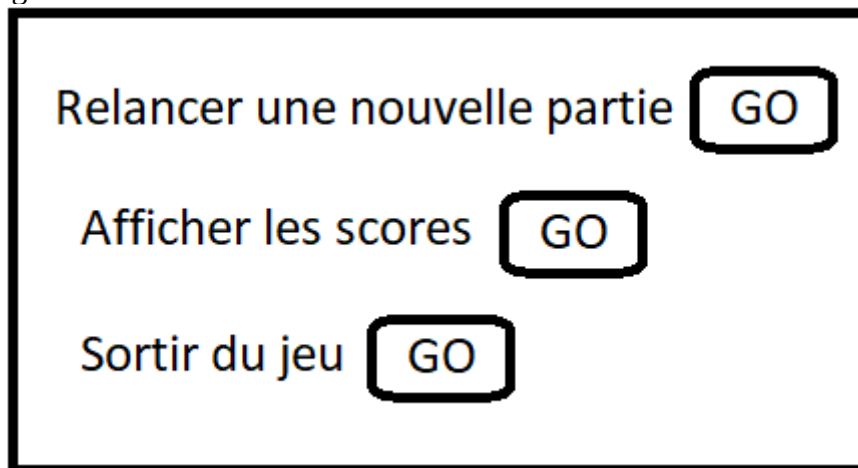 Relancer une nouvelle partie GO
Afficher les scores GO
Sortir du jeu GO